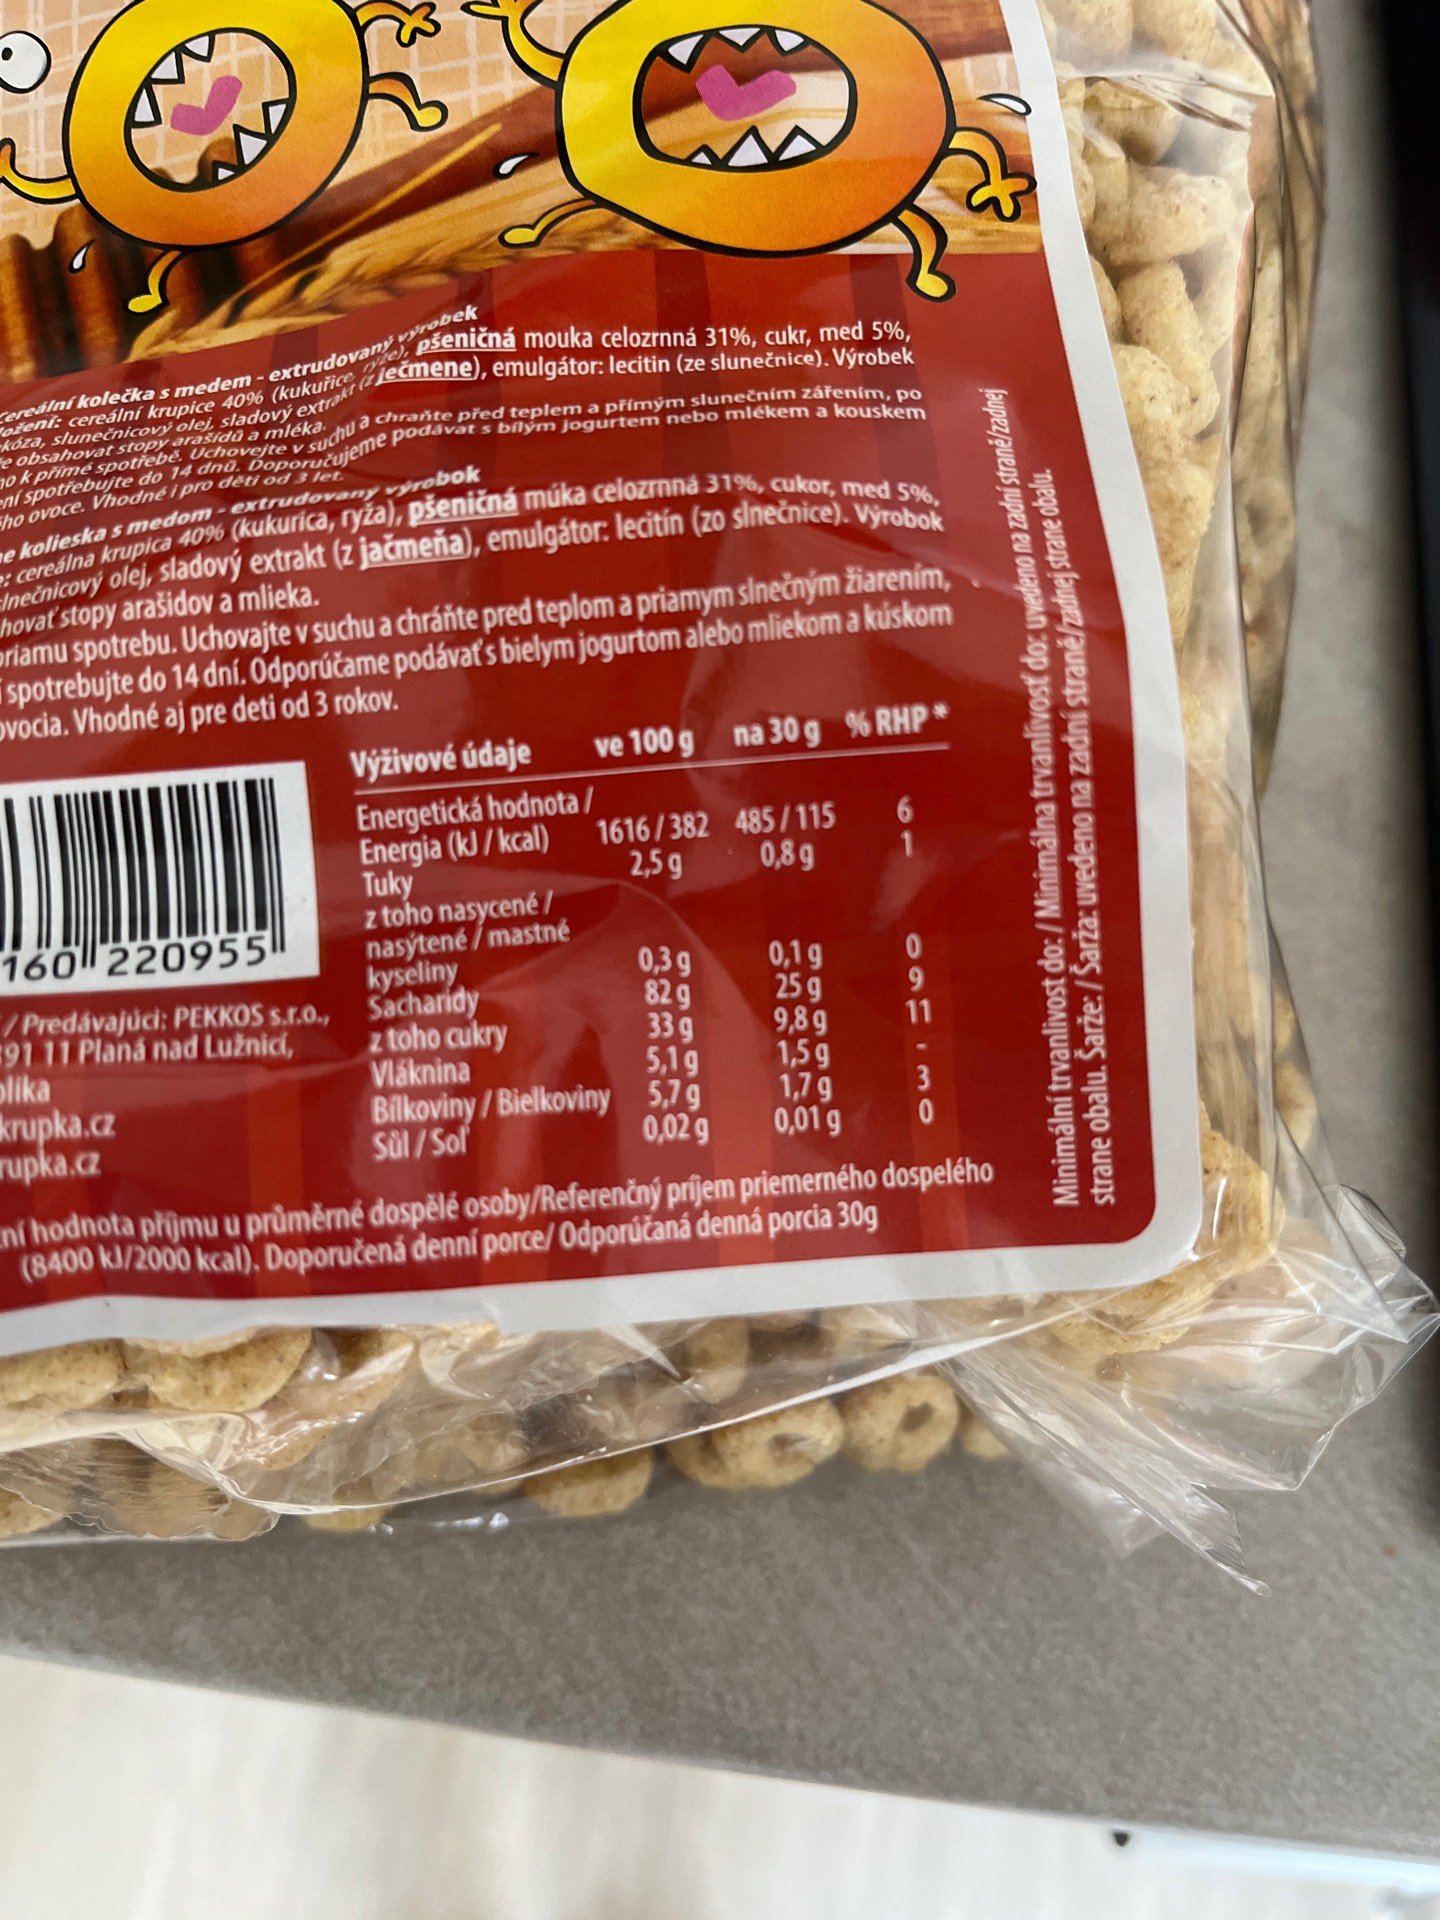 cereální kolečka s medem - extrudovaný výrobek
ožení: cereální krupice 40% (kukuřice, rýže), pšeničná mouka celozrnná 31%, cukr, med 5%,
kóza, slunečnicový olej, sladový extrakt (z ječmene), emulgátor: lecitin (ze slunečnice). Výrobek
e obsahovat stopy arašídů a mléka.
no k přímé spotřebě. Uchovejte v suchu a chraňte před teplem a přímým slunečním zářením, po
ní spotřebujte do 14 dnů. Doporučujeme podávat s bílým jogurtem nebo mlékem a kouskem
ho ovoce. Vhodné i pro děti od 3 let.
e kolieska s medom - extrudovaný výrobok
: cereálna krupica 40% (kukurica, ryža), pšeničná múka celozrnná 31%, cukor, med 5%,
lnečnicový olej, sladový extrakt (z jačmeňa), emulgátor: lecitín (zo slnečnice). Výrobok
hovať stopy arašidov a mlieka.
priamu spotrebu. Uchovajte v suchu a chráňte pred teplom a priamym slnečným žiarením,
í spotrebujte do 14 dní. Odporúčame podávať s bielym jogurtom alebo mliekom a kúskom
ovocia. Vhodné aj pre deti od 3 rokov.
Výživové údaje ve 100 g na 30 g % RHP *
Energetická hodnota /
Energia (kJ / kcal) 1616 / 382 485 / 115 6
Tuky 2,5 g 0,8 g 1
z toho nasycené /
nasýtené / mastné
kyseliny 0,3 g 0,1 g 0
Sacharidy 82 g 25 g 9
z toho cukry 33 g 9,8 g 11
Vláknina 5,1 g 1,5 g -
Bílkoviny / Bielkoviny 5,7 g 1,7 g 3
Sůl / Soľ 0,02 g 0,01 g 0
160 220955
/ Predávajúci: PEKKOS s.r.o.,
391 11 Planá nad Lužnicí,
blika
krupka.cz
rupka.cz
ní hodnota příjmu u průměrné dospělé osoby/Referenčný príjem priemerného dospelého
(8400 kJ/2000 kcal). Doporučená denní porce/ Odporúčaná denná porcia 30g
Minimální trvanlivost do: / Minimálna trvanlivosť do: uvedeno na zadní straně/zadnej
strane obalu. Šarže: / Šarža: uvedeno na zadní straně/zadnej strane obalu.